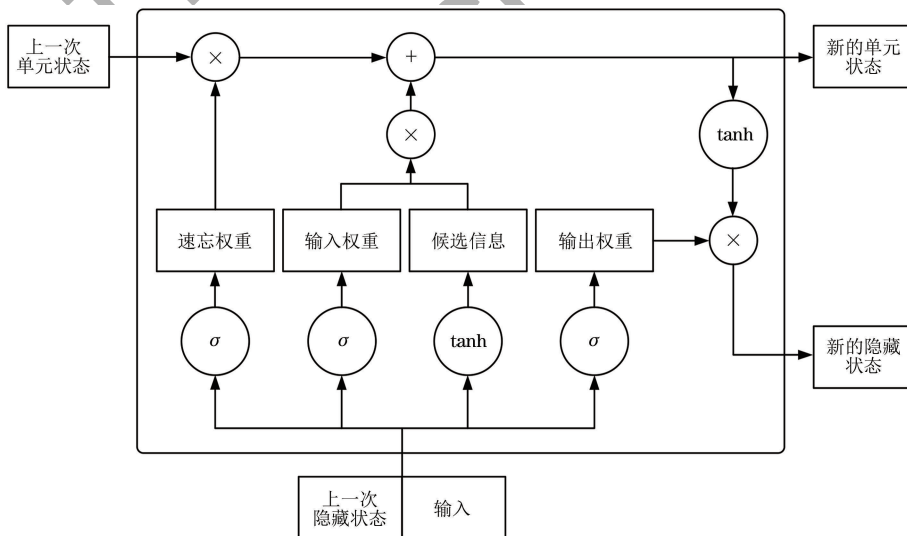 上一次
单元状态
×
+
新的单元
状态
×
tanh
速忘权重
输入权重
候选信息
输出权重
×
σ
σ
tanh
σ
新的隐藏
状态
上一次
隐藏状态
输入